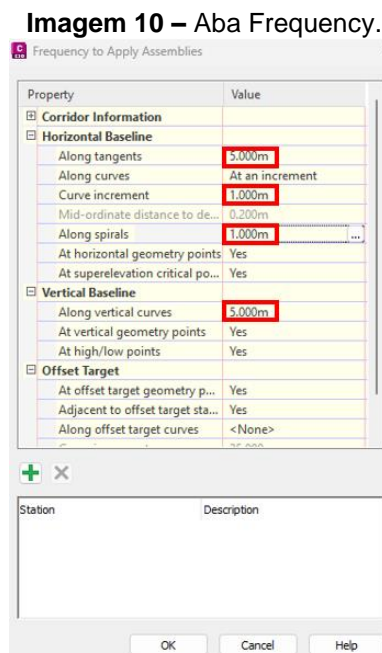 Imagem 10 – Aba Frequency.
Frequency to Apply Assemblies
Property Value
Corridor Information
Horizontal Baseline
Along tangents 5.000m
Along curves At an increment
Curve increment 1.000m
Mid-ordinate distance to de... 0.200m
Along spirals 1.000m ...
At horizontal geometry points Yes
At superelevation critical po... Yes
Vertical Baseline
Along vertical curves 5.000m
At vertical geometry points Yes
At high/low points Yes
Offset Target
At offset target geometry p... Yes
Adjacent to offset target sta... Yes
Along offset target curves <None>
Station Description
OK Cancel Help